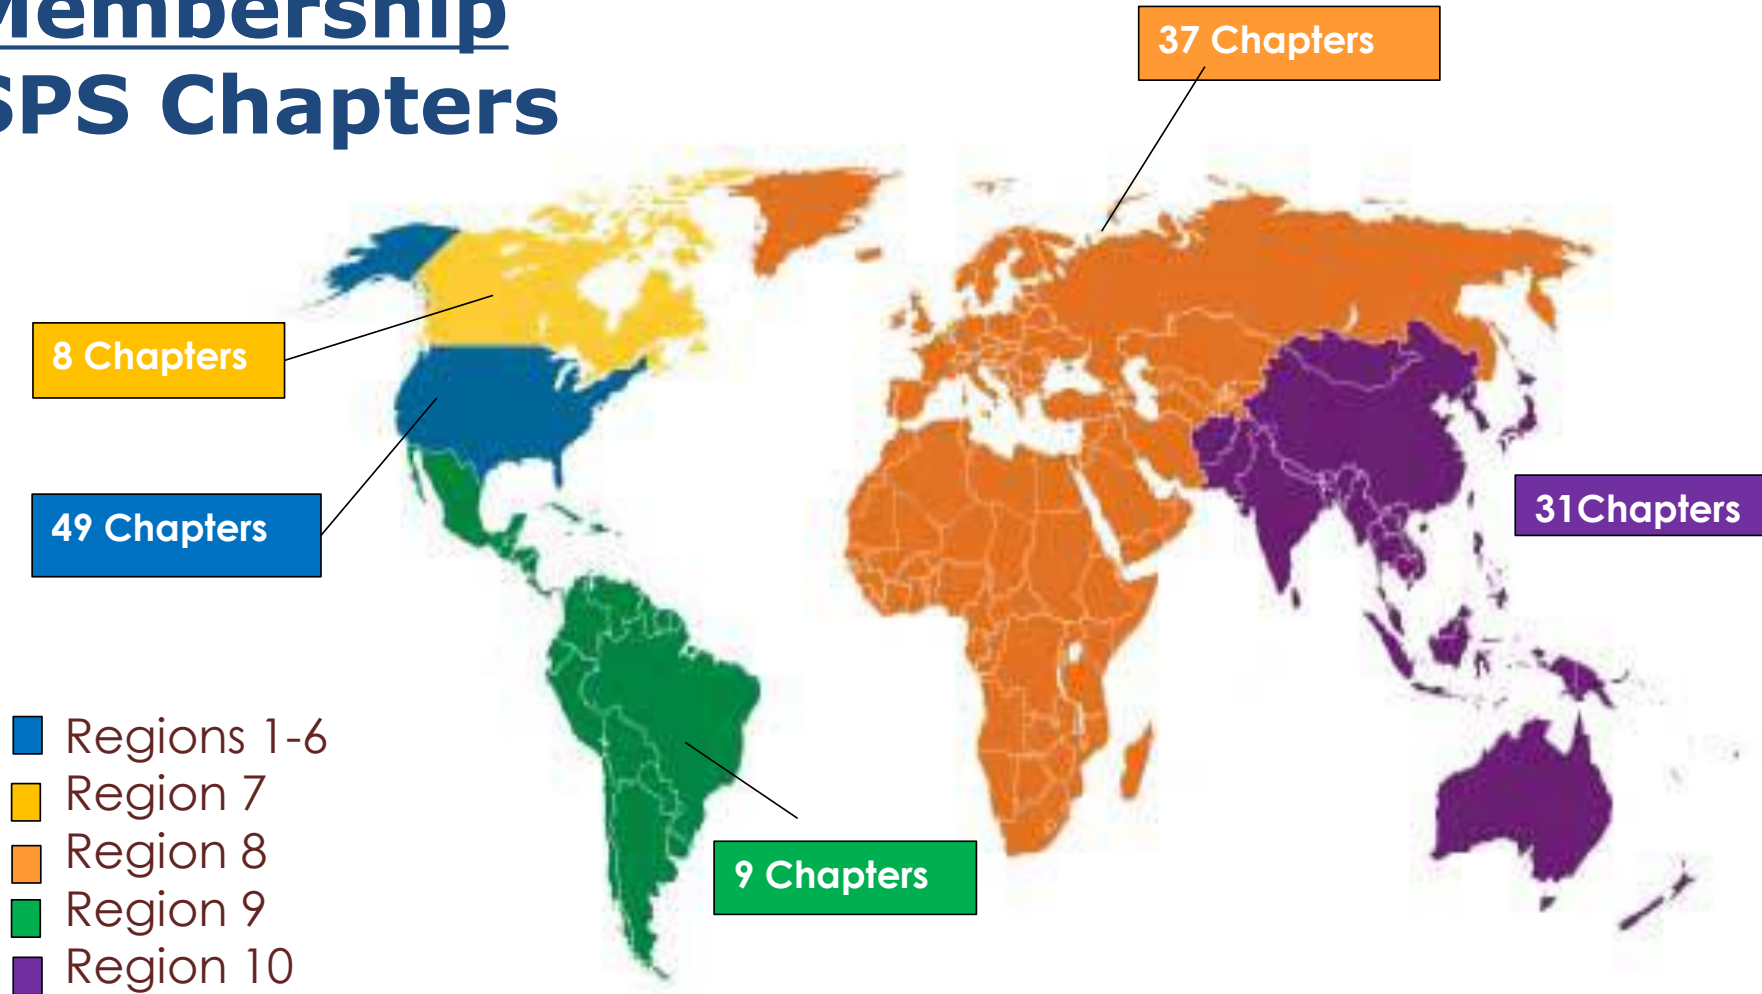 Membership
SPS Chapters
37 Chapters
8 Chapters
49 Chapters
31Chapters
9 Chapters
Regions 1-6
Region 7
Region 8
Region 9
Region 10